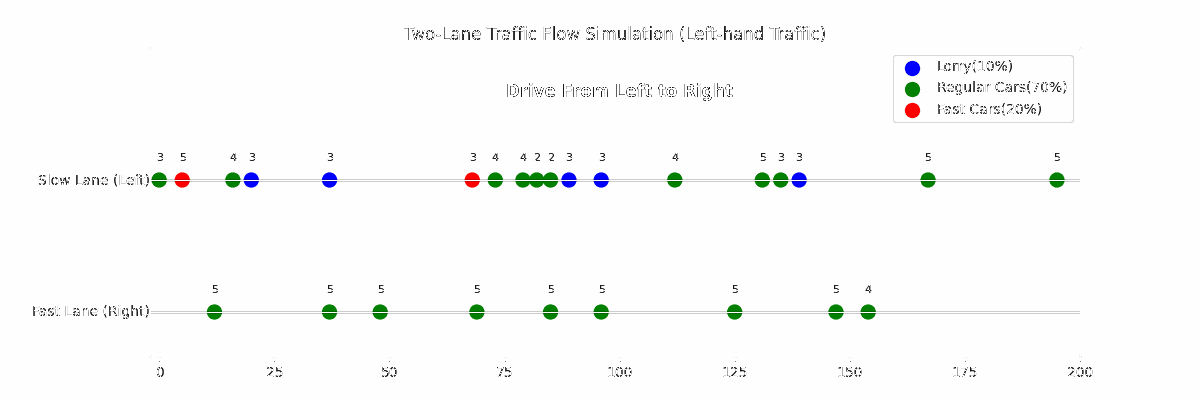 Two-Lane Traffic Flow Simulation (Left-hand Traffic)
Drive From Left to Right
Lorry(10%)
Regular Cars(70%)
Fast Cars(20%)
3 5 4 3 3 3 4 4 2 2 3 3 4 5 3 3 5 5
Slow Lane (Left)
5 5 5 5 5 5 5 5 4
Fast Lane (Right)
0 25 50 75 100 125 150 175 200